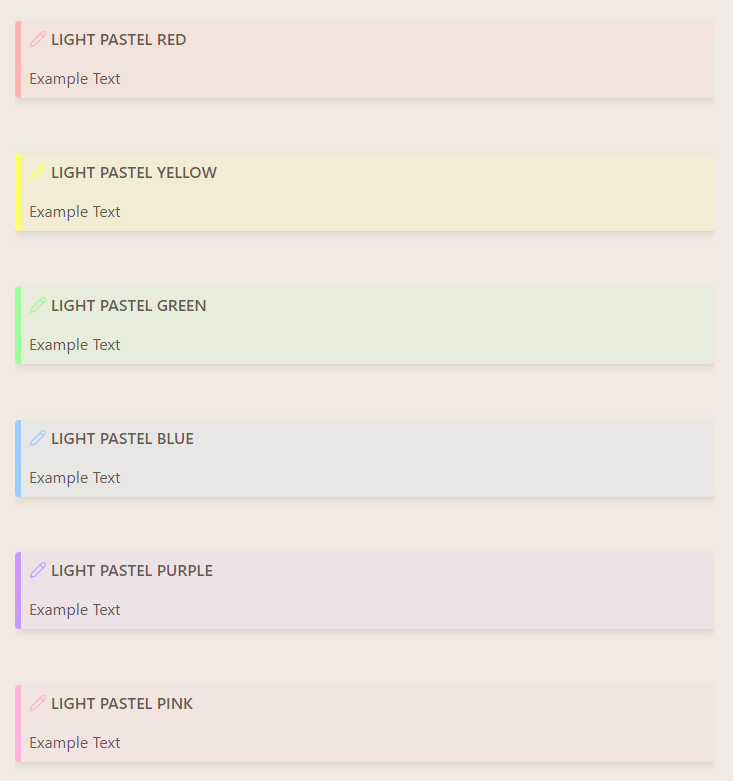 LIGHT PASTEL RED
Example Text
LIGHT PASTEL YELLOW
Example Text
LIGHT PASTEL GREEN
Example Text
LIGHT PASTEL BLUE
Example Text
LIGHT PASTEL PURPLE
Example Text
LIGHT PASTEL PINK
Example Text